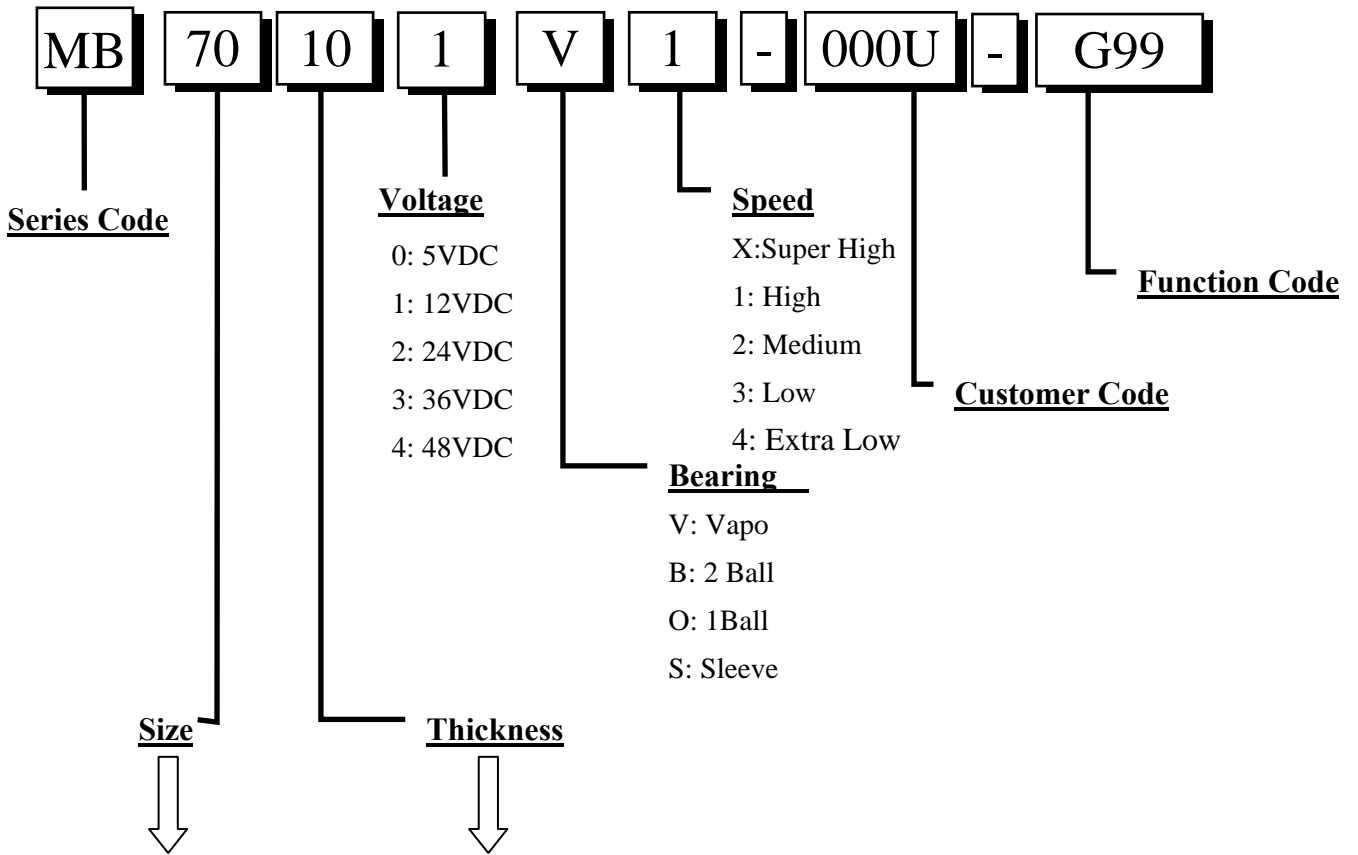 MB 70 10 1 V 1 - 000U - G99
Series Code
Voltage
0: 5VDC
1: 12VDC
2: 24VDC
3: 36VDC
4: 48VDC
Speed
X:Super High
1: High
2: Medium
3: Low
4: Extra Low
Function Code
Customer Code
Bearing
V: Vapo
B: 2 Ball
O: 1Ball
S: Sleeve
Size
Thickness